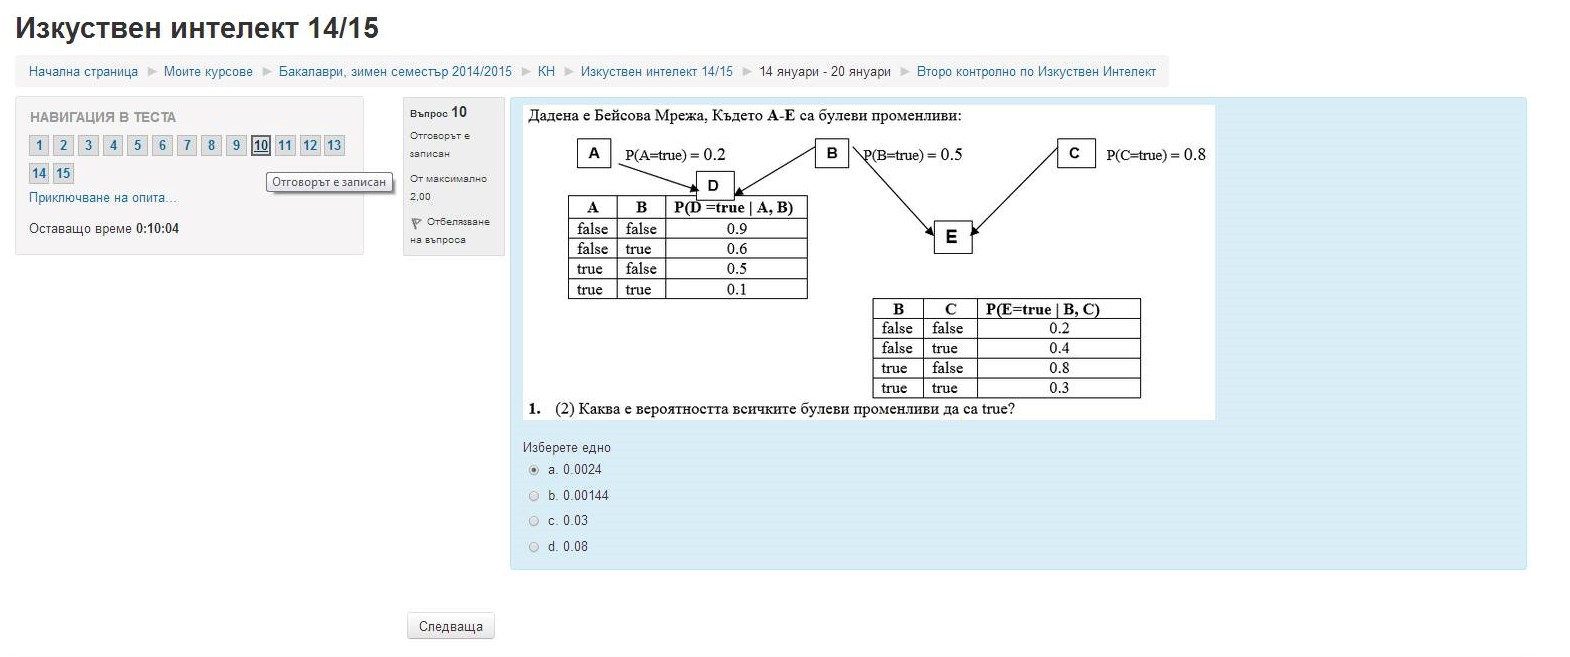 Изкуствен интелект 14/15
Начална страница ► Моите курсове ► Бакалаври, зимен семестър 2014/2015 ► КН ► Изкуствен интелект 14/15 ► 14 януари - 20 януари ► Второ контролно по Изкуствен Интелект
НАВИГАЦИЯ В ТЕСТА
1 2 3 4 5 6 7 8 9 10 11 12 13
14 15
Отговорът е записан
Приключване на опита...
Оставащо време 0:10:04
Въпрос 10
Отговорът е
записан
От максимално
2,00
Отбелязване
на въпроса
Дадена е Бейсова Мрежа, Където A-E са булеви променливи:
A P(A=true) = 0.2 B P(B=true) = 0.5 C P(C=true) = 0.8
D
A B P(D =true | A, B)
false false 0.9
false true 0.6
true false 0.5
true true 0.1
E
B C P(E=true | B, C)
false false 0.2
false true 0.4
true false 0.8
true true 0.3
1. (2) Каква е вероятността всичките булеви променливи да са true?
Изберете едно
a. 0.0024
b. 0.00144
c. 0.03
d. 0.08
Следваща